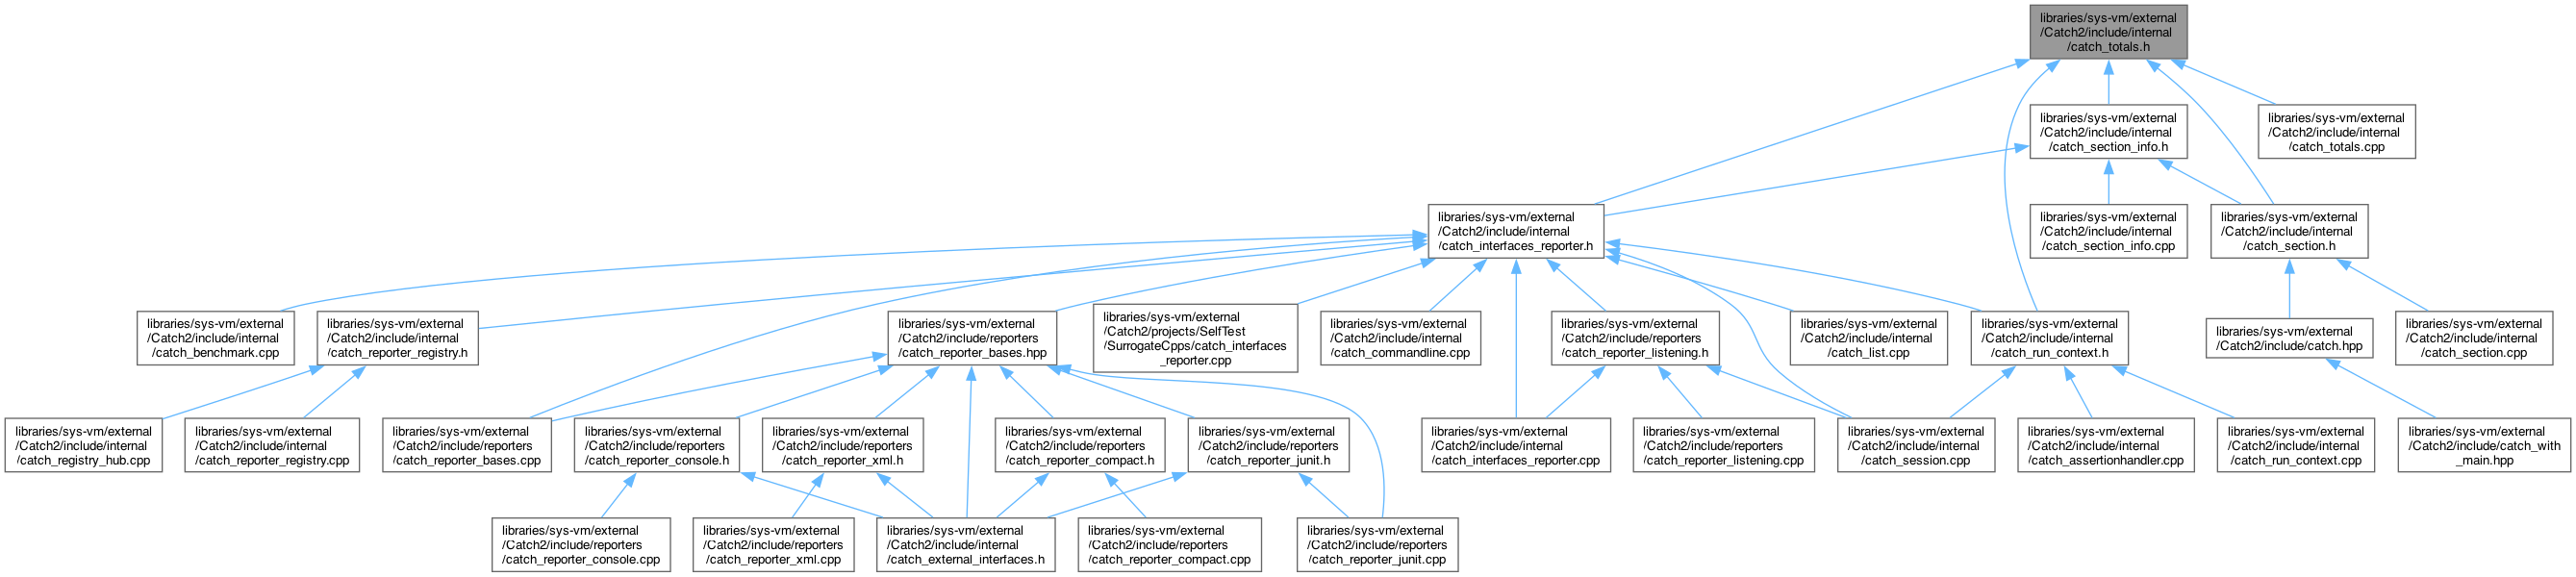 libraries/sys-vm/external
/Catch2/include/internal
/catch_totals.h
libraries/sys-vm/external
/Catch2/include/internal
/catch_section_info.h
libraries/sys-vm/external
/Catch2/include/internal
/catch_totals.cpp
libraries/sys-vm/external
/Catch2/include/internal
/catch_interfaces_reporter.h
libraries/sys-vm/external
/Catch2/include/internal
/catch_section_info.cpp
libraries/sys-vm/external
/Catch2/include/internal
/catch_section.h
libraries/sys-vm/external
/Catch2/include/internal
/catch_benchmark.cpp
libraries/sys-vm/external
/Catch2/include/internal
/catch_reporter_registry.h
libraries/sys-vm/external
/Catch2/include/reporters
/catch_reporter_bases.hpp
libraries/sys-vm/external
/Catch2/projects/SelfTest
/SurrogateCpps/catch_interfaces
_reporter.cpp
libraries/sys-vm/external
/Catch2/include/internal
/catch_commandline.cpp
libraries/sys-vm/external
/Catch2/include/reporters
/catch_reporter_listening.h
libraries/sys-vm/external
/Catch2/include/internal
/catch_list.cpp
libraries/sys-vm/external
/Catch2/include/internal
/catch_run_context.h
libraries/sys-vm/external
/Catch2/include/catch.hpp
libraries/sys-vm/external
/Catch2/include/internal
/catch_section.cpp
libraries/sys-vm/external
/Catch2/include/internal
/catch_registry_hub.cpp
libraries/sys-vm/external
/Catch2/include/internal
/catch_reporter_registry.cpp
libraries/sys-vm/external
/Catch2/include/reporters
/catch_reporter_bases.cpp
libraries/sys-vm/external
/Catch2/include/reporters
/catch_reporter_console.h
libraries/sys-vm/external
/Catch2/include/reporters
/catch_reporter_xml.h
libraries/sys-vm/external
/Catch2/include/reporters
/catch_reporter_compact.h
libraries/sys-vm/external
/Catch2/include/reporters
/catch_reporter_junit.h
libraries/sys-vm/external
/Catch2/include/internal
/catch_interfaces_reporter.cpp
libraries/sys-vm/external
/Catch2/include/reporters
/catch_reporter_listening.cpp
libraries/sys-vm/external
/Catch2/include/internal
/catch_session.cpp
libraries/sys-vm/external
/Catch2/include/internal
/catch_assertionhandler.cpp
libraries/sys-vm/external
/Catch2/include/internal
/catch_run_context.cpp
libraries/sys-vm/external
/Catch2/include/catch_with
_main.hpp
libraries/sys-vm/external
/Catch2/include/reporters
/catch_reporter_console.cpp
libraries/sys-vm/external
/Catch2/include/reporters
/catch_reporter_xml.cpp
libraries/sys-vm/external
/Catch2/include/internal
/catch_external_interfaces.h
libraries/sys-vm/external
/Catch2/include/reporters
/catch_reporter_compact.cpp
libraries/sys-vm/external
/Catch2/include/reporters
/catch_reporter_junit.cpp